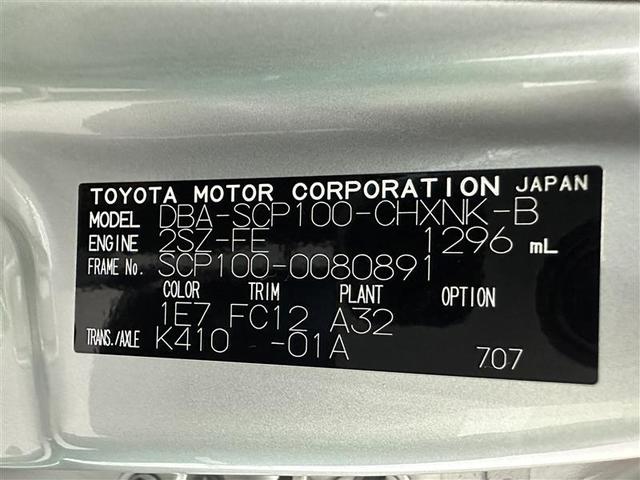 TOYOTA MOTOR CORPORATION JAPAN
MODEL DBA-SCP100-CHXNK-B
ENGINE 2SZ-FE 1296 mL
FRAME No. SCP100-0080891
COLOR TRIM PLANT OPTION
1E7 FC12 A32
TRANS./AXLE K410 -01A 707